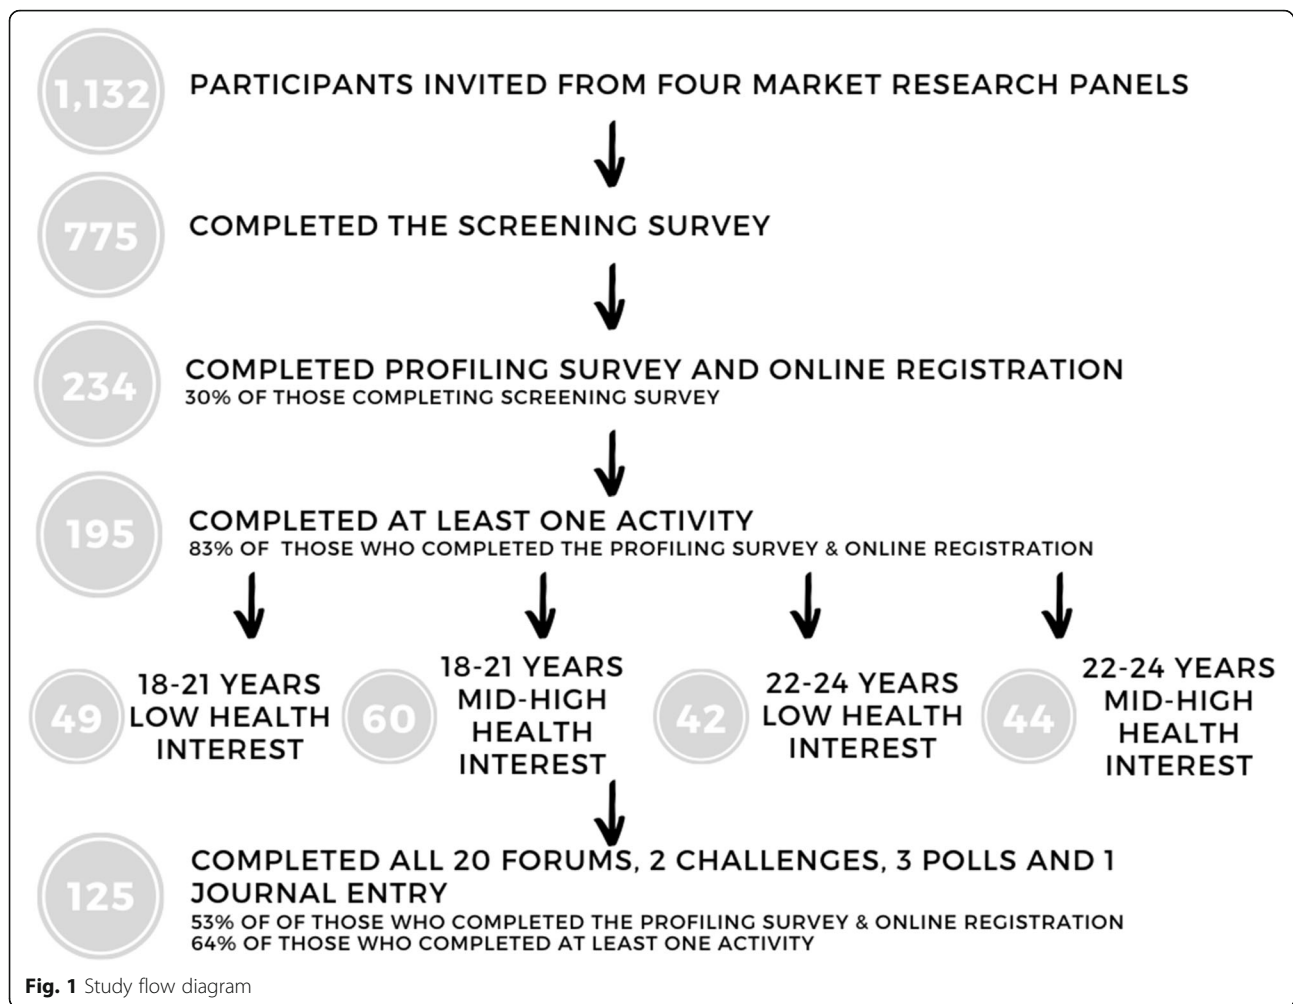 1,132
PARTICIPANTS INVITED FROM FOUR MARKET RESEARCH PANELS
775
COMPLETED THE SCREENING SURVEY
234
COMPLETED PROFILING SURVEY AND ONLINE REGISTRATION
30% OF THOSE COMPLETING SCREENING SURVEY
195
COMPLETED AT LEAST ONE ACTIVITY
83% OF THOSE WHO COMPLETED THE PROFILING SURVEY & ONLINE REGISTRATION
49
18-21 YEARS
LOW HEALTH
INTEREST
60
18-21 YEARS
MID-HIGH
HEALTH
INTEREST
42
22-24 YEARS
LOW HEALTH
INTEREST
44
22-24 YEARS
MID-HIGH
HEALTH
INTEREST
125
COMPLETED ALL 20 FORUMS, 2 CHALLENGES, 3 POLLS AND 1
JOURNAL ENTRY
53% OF OF THOSE WHO COMPLETED THE PROFILING SURVEY & ONLINE REGISTRATION
64% OF THOSE WHO COMPLETED AT LEAST ONE ACTIVITY
Fig. 1 Study flow diagram